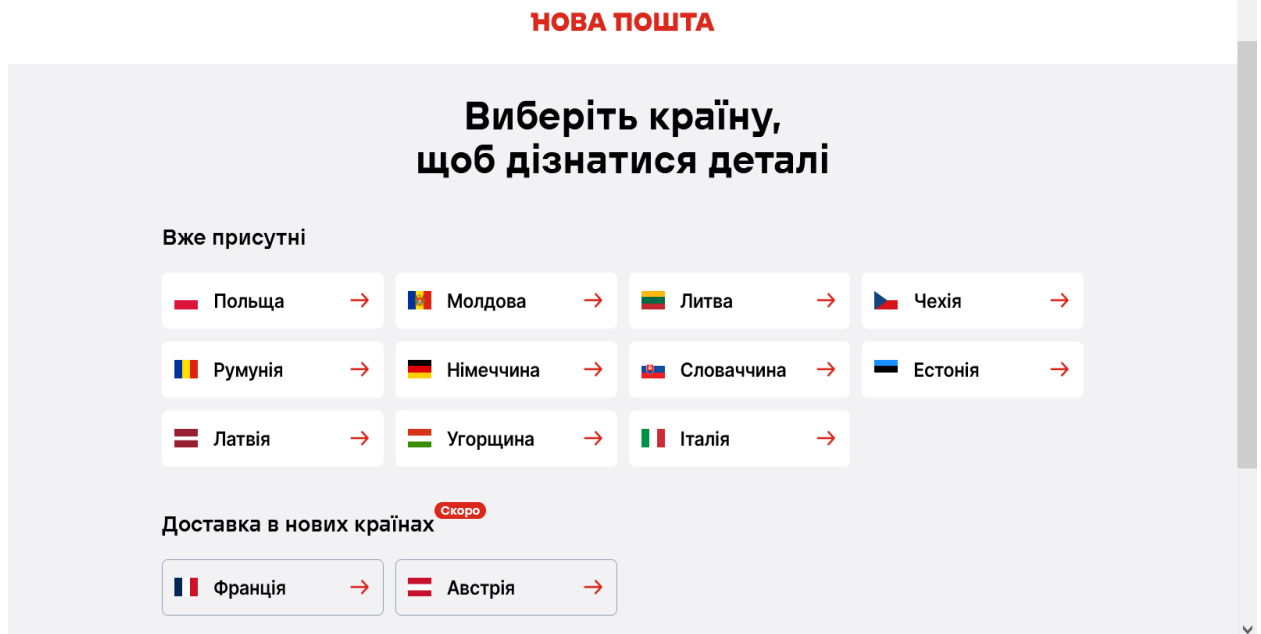 НОВА ПОШТА
Виберіть країну,
щоб дізнатися деталі
Вже присутні
Польща
Молдова
Литва
Чехія
Румунія
Німеччина
Словаччина
Естонія
Латвія
Угорщина
Італія
Доставка в нових країнах Скоро
Франція
Австрія